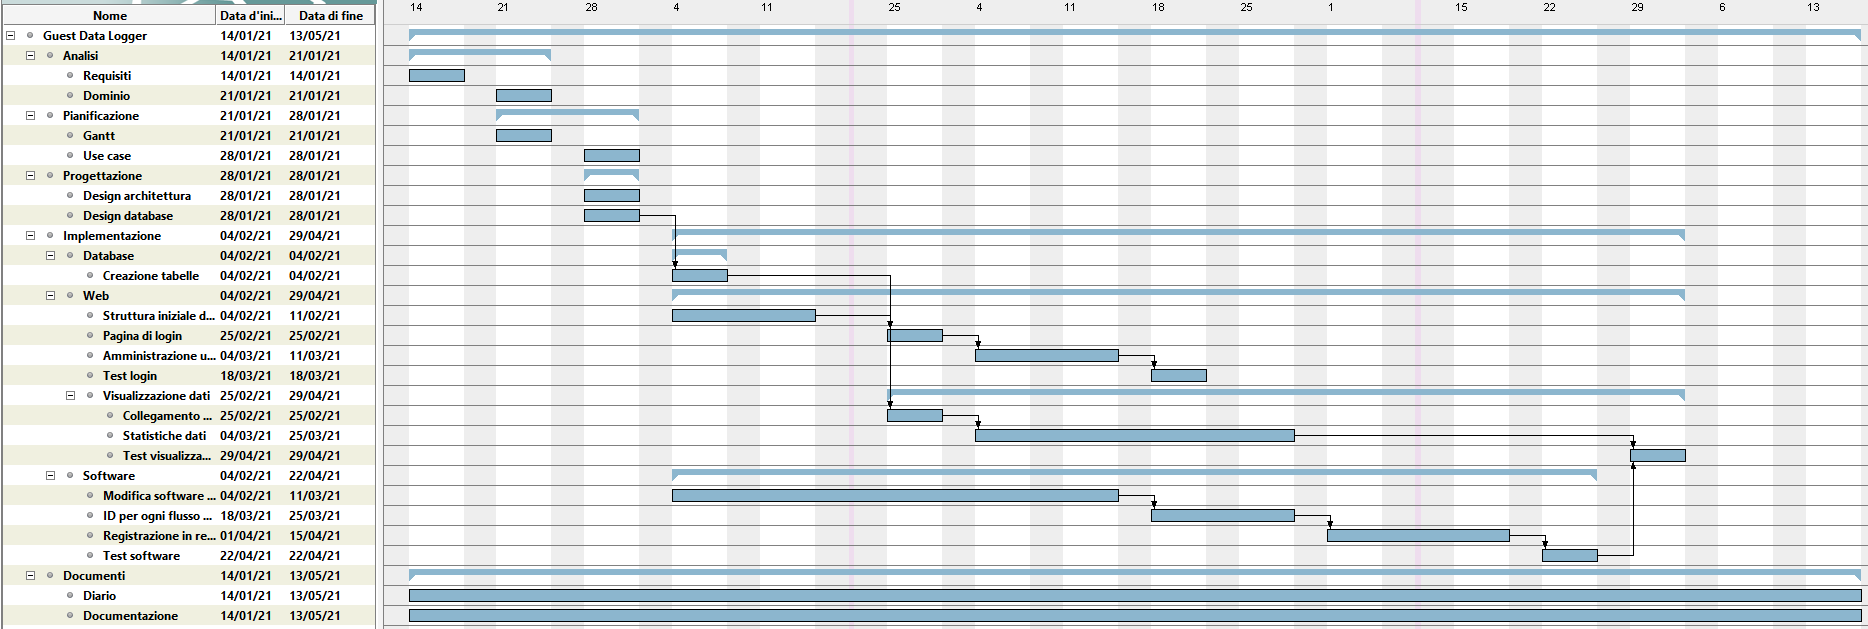 Nome Data d'ini... Data di fine 14 21 28 4 11 25 4 11 18 25 1 15 22 29 6 13
Guest Data Logger 14/01/21 13/05/21
Analisi 14/01/21 21/01/21
Requisiti 14/01/21 14/01/21
Dominio 21/01/21 21/01/21
Pianificazione 21/01/21 28/01/21
Gantt 21/01/21 21/01/21
Use case 28/01/21 28/01/21
Progettazione 28/01/21 28/01/21
Design architettura 28/01/21 28/01/21
Design database 28/01/21 28/01/21
Implementazione 04/02/21 29/04/21
Database 04/02/21 04/02/21
Creazione tabelle 04/02/21 04/02/21
Web 04/02/21 29/04/21
Struttura iniziale d... 04/02/21 11/02/21
Pagina di login 25/02/21 25/02/21
Amministrazione u... 04/03/21 11/03/21
Test login 18/03/21 18/03/21
Visualizzazione dati 25/02/21 29/04/21
Collegamento ... 25/02/21 25/02/21
Statistiche dati 04/03/21 25/03/21
Test visualizza... 29/04/21 29/04/21
Software 04/02/21 22/04/21
Modifica software ... 04/02/21 11/03/21
ID per ogni flusso ... 18/03/21 25/03/21
Registrazione in re... 01/04/21 15/04/21
Test software 22/04/21 22/04/21
Documenti 14/01/21 13/05/21
Diario 14/01/21 13/05/21
Documentazione 14/01/21 13/05/21